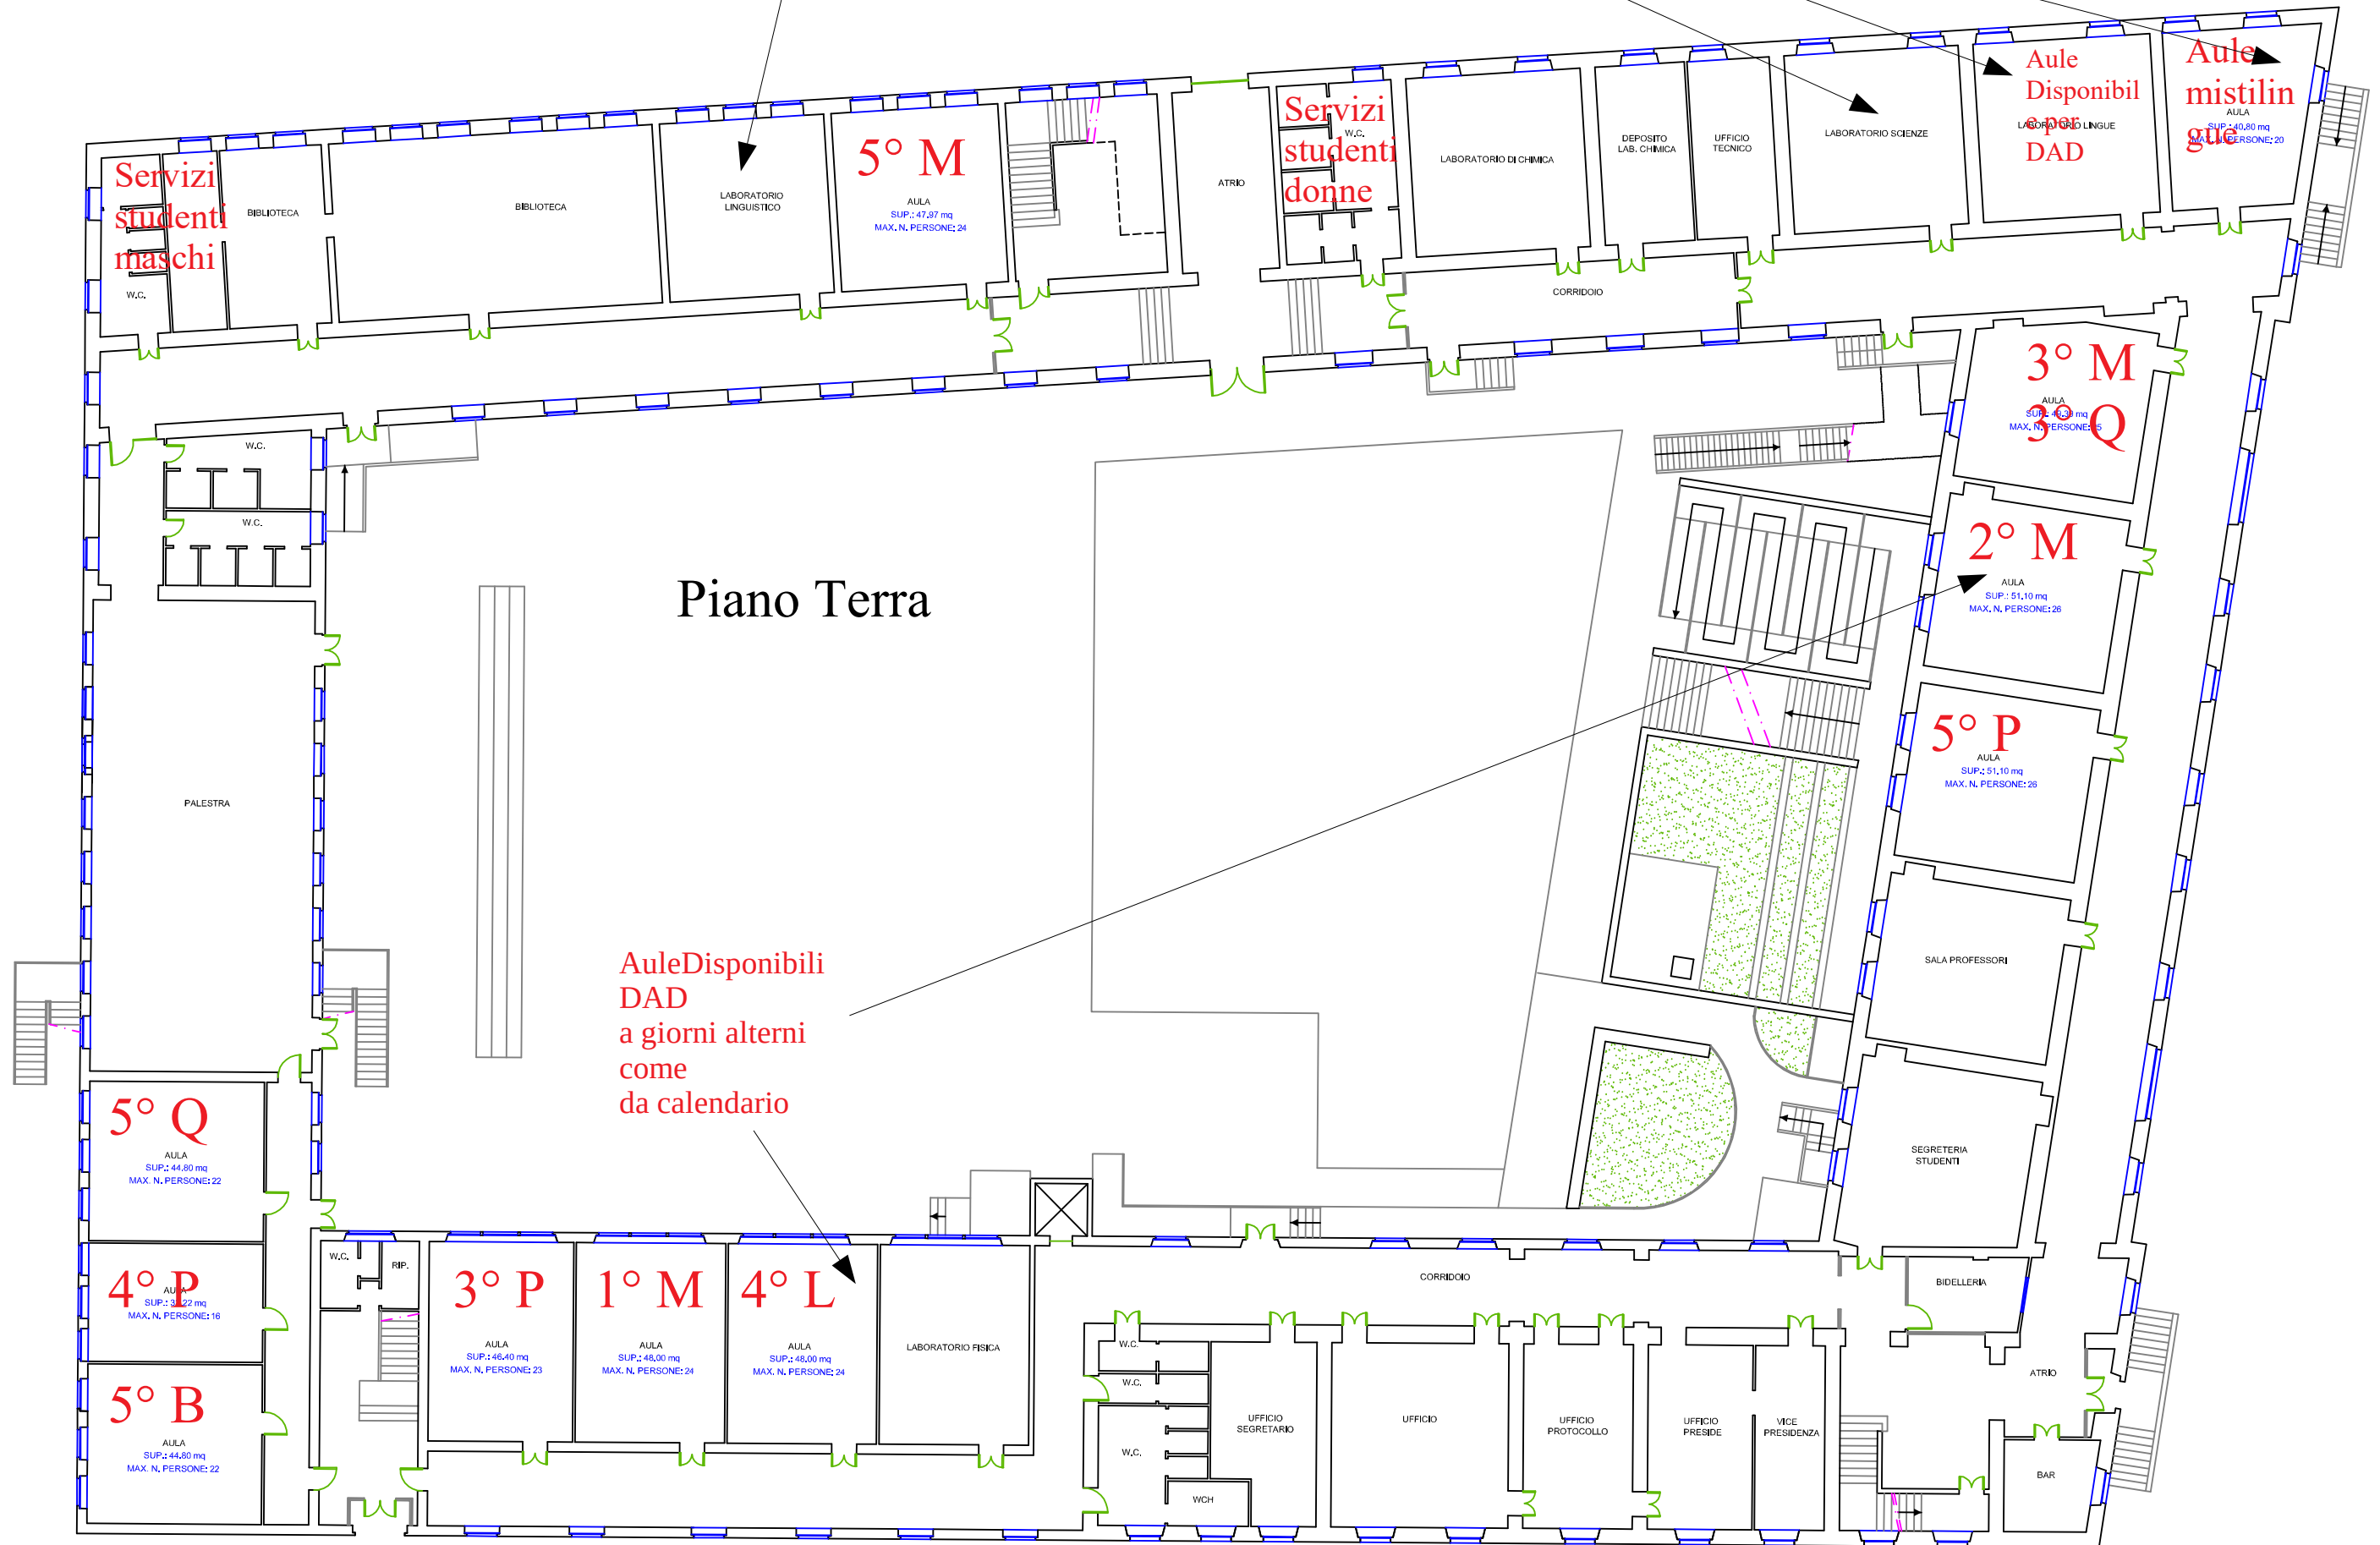 Servizi
studenti
maschi
W.C.
BIBLIOTECA
BIBLIOTECA
LABORATORIO
LINGUISTICO
5° M
AULA
SUP.: 47,97 mq
MAX. N. PERSONE: 24
ATRIO
Servizi
studenti
donne
W.C.
LABORATORIO DI CHIMICA
DEPOSITO
LAB. CHIMICA
UFFICIO
TECNICO
LABORATORIO SCIENZE
Aule
Disponibil
e per
DAD
LABORATORIO LINGUE
Aule
mistilin
gue
AULA
SUP.: 40,80 mq
MAX. N. PERSONE: 20
CORRIDOIO
3° M
3° Q
AULA
MAX. N. PERSONE: 25
W.C.
W.C.
2° M
AULA
SUP.: 51,10 mq
MAX. N. PERSONE: 26
Piano Terra
5° P
AULA
SUP.: 51,10 mq
MAX. N. PERSONE: 26
PALESTRA
SALA PROFESSORI
AuleDisponibili
DAD
a giorni alterni
come
da calendario
SEGRETERIA
STUDENTI
5° Q
AULA
SUP.: 44,80 mq
MAX. N. PERSONE: 22
4° P
AULA
MAX. N. PERSONE: 16
5° B
AULA
SUP.: 44,80 mq
MAX. N. PERSONE: 22
W.C.
RIP.
3° P
AULA
SUP.: 46,40 mq
MAX. N. PERSONE: 23
1° M
AULA
SUP.: 48,00 mq
MAX. N. PERSONE: 24
4° L
AULA
SUP.: 48,00 mq
MAX. N. PERSONE: 24
LABORATORIO FISICA
CORRIDOIO
BIDELLERIA
W.C.
W.C.
W.C.
WCH
UFFICIO
SEGRETARIO
UFFICIO
UFFICIO
PROTOCOLLO
UFFICIO
PRESIDE
VICE
PRESIDENZA
ATRIO
BAR